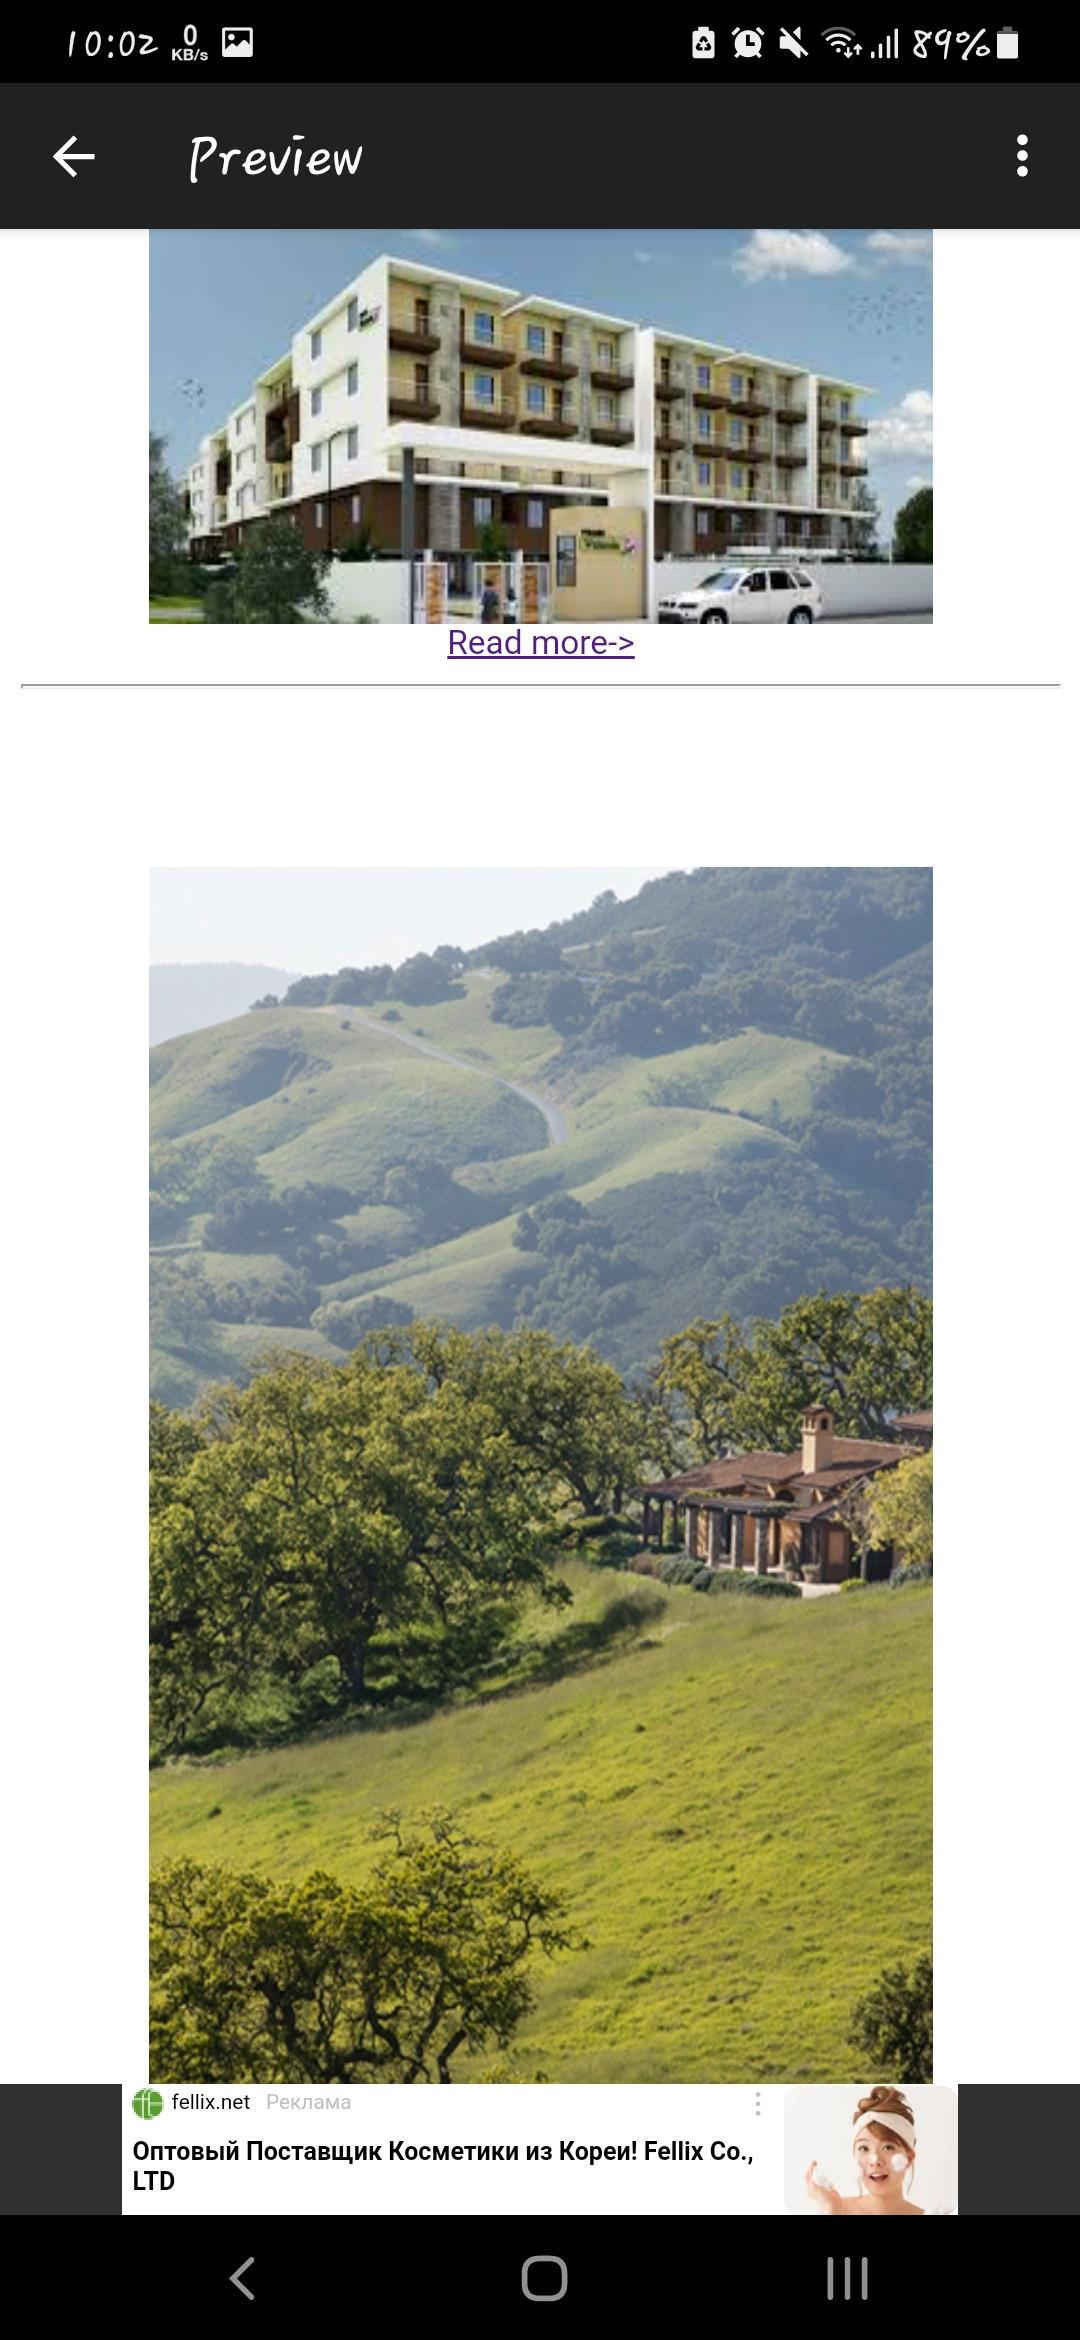 10:02 0 KB/s 89%
Preview
Read more->
fellix.net Реклама
Оптовый Поставщик Косметики из Кореи! Fellix Co.,
LTD